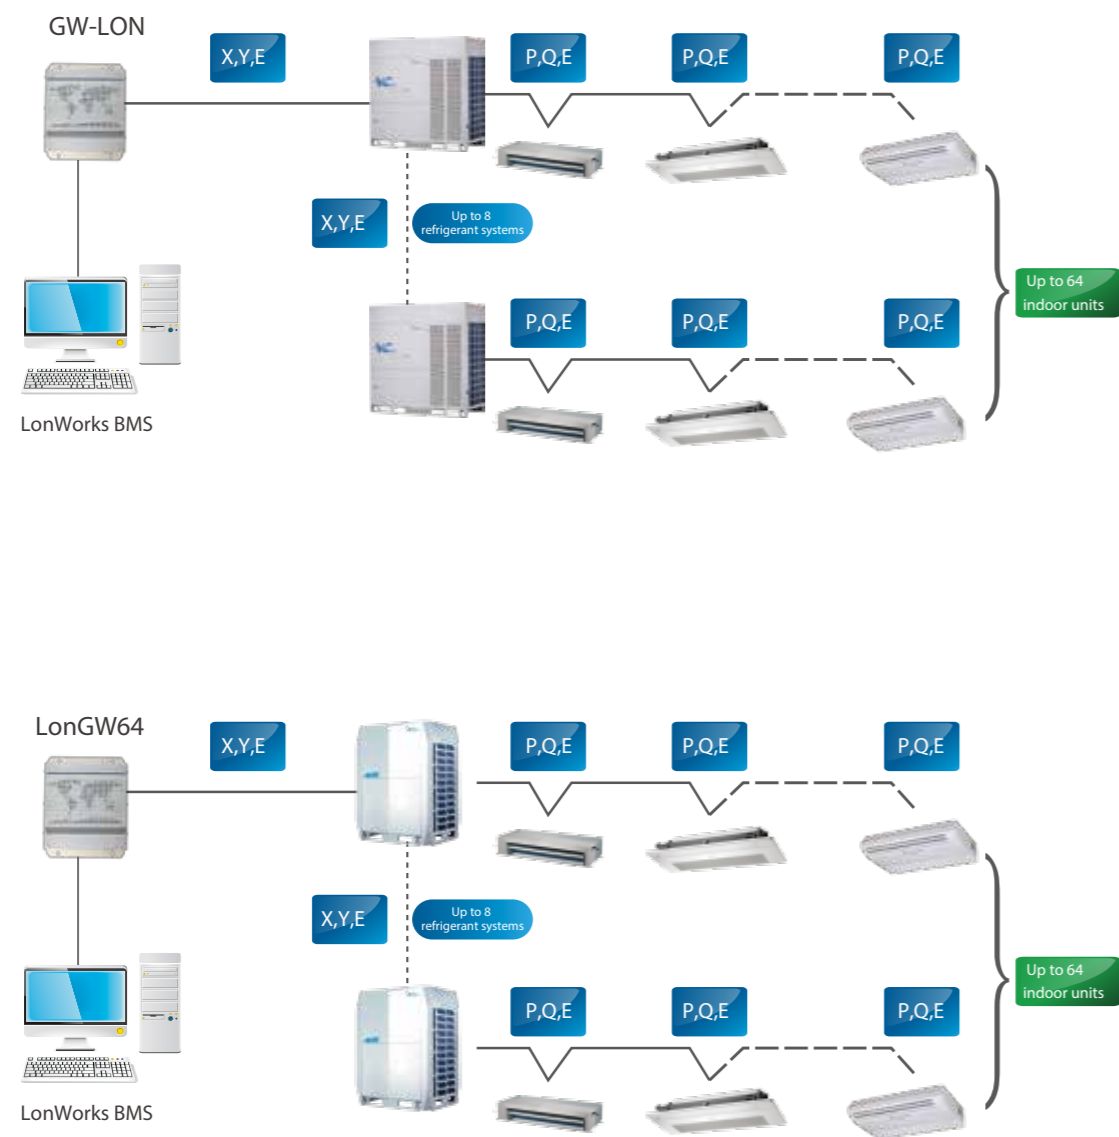 GW-LON
X,Y,E
P,Q,E
P,Q,E
P,Q,E
X,Y,E
Up to 8
refrigerant systems
Up to 64
indoor units
P,Q,E
P,Q,E
P,Q,E
LonWorks BMS
LonGW64
X,Y,E
P,Q,E
P,Q,E
P,Q,E
X,Y,E
Up to 8
refrigerant systems
Up to 64
indoor units
P,Q,E
P,Q,E
P,Q,E
LonWorks BMS